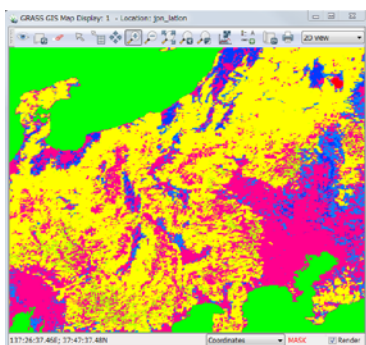 GRASS GIS Map Display: 1 - Location: jpn_lation
2D view
137:26:37.46E; 37:47:37.48N
Coordinates
MASK
Render